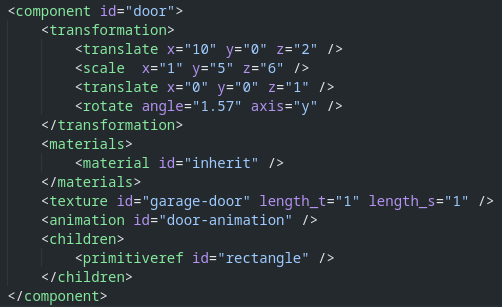 <component id="door">
    <transformation>
        <translate x="10" y="0" z="2" />
        <scale  x="1" y="5" z="6" />
        <translate x="0" y="0" z="1" />
        <rotate angle="1.57" axis="y" />
    </transformation>
    <materials>
        <material id="inherit" />
    </materials>
    <texture id="garage-door" length_t="1" length_s="1" />
    <animation id="door-animation" />
    <children>
        <primitiveref id="rectangle" />
    </children>
</component>